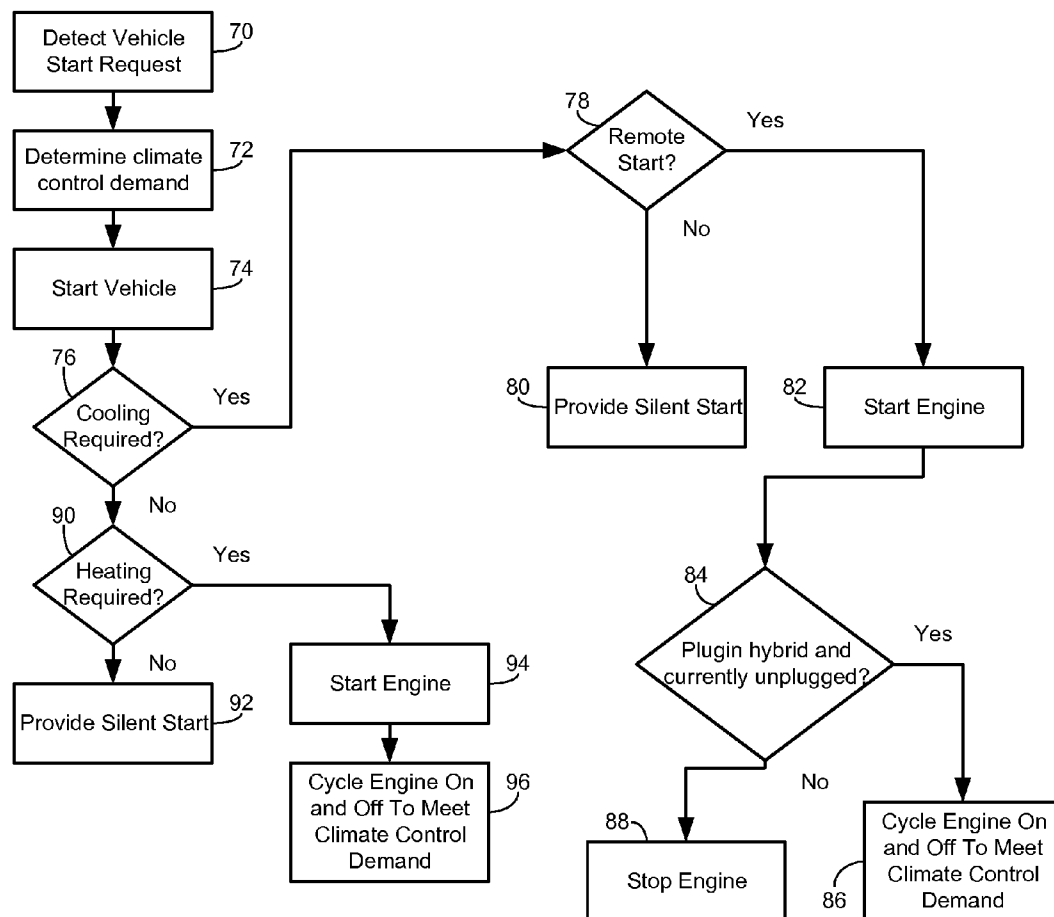 Detect Vehicle
Start Request
70
Determine climate
control demand
72
Start Vehicle
74
76
Cooling
Required?
Yes
No
78
Remote
Start?
Yes
No
80
Provide Silent Start
82
Start Engine
84
Plugin hybrid and
currently unplugged?
Yes
No
88
Stop Engine
Cycle Engine On
and Off To Meet
Climate Control
Demand
86
90
Heating
Required?
Yes
No
Provide Silent Start
92
Start Engine
94
Cycle Engine On
and Off To Meet
Climate Control
Demand
96